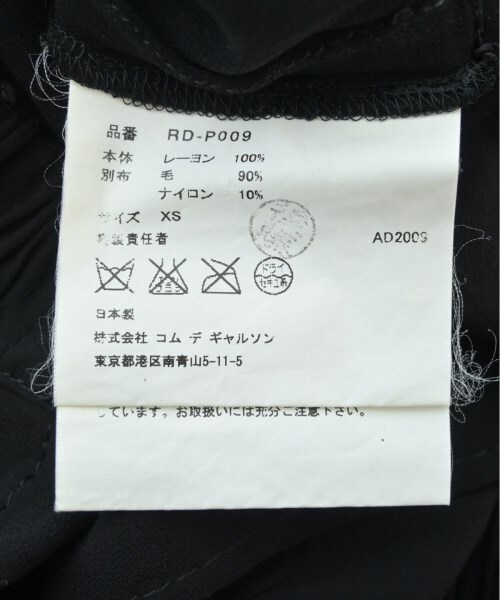 品番 RD-P009
本体 レーヨン 100%
別布 毛 90%
ナイロン 10%
サイズ XS
縫製責任者
AD2009
ドライ
セキユ系
日本製
株式会社 コム デ ギャルソン
東京都港区南青山5-11-5
しています。お取扱いには充分ご注意下さい。